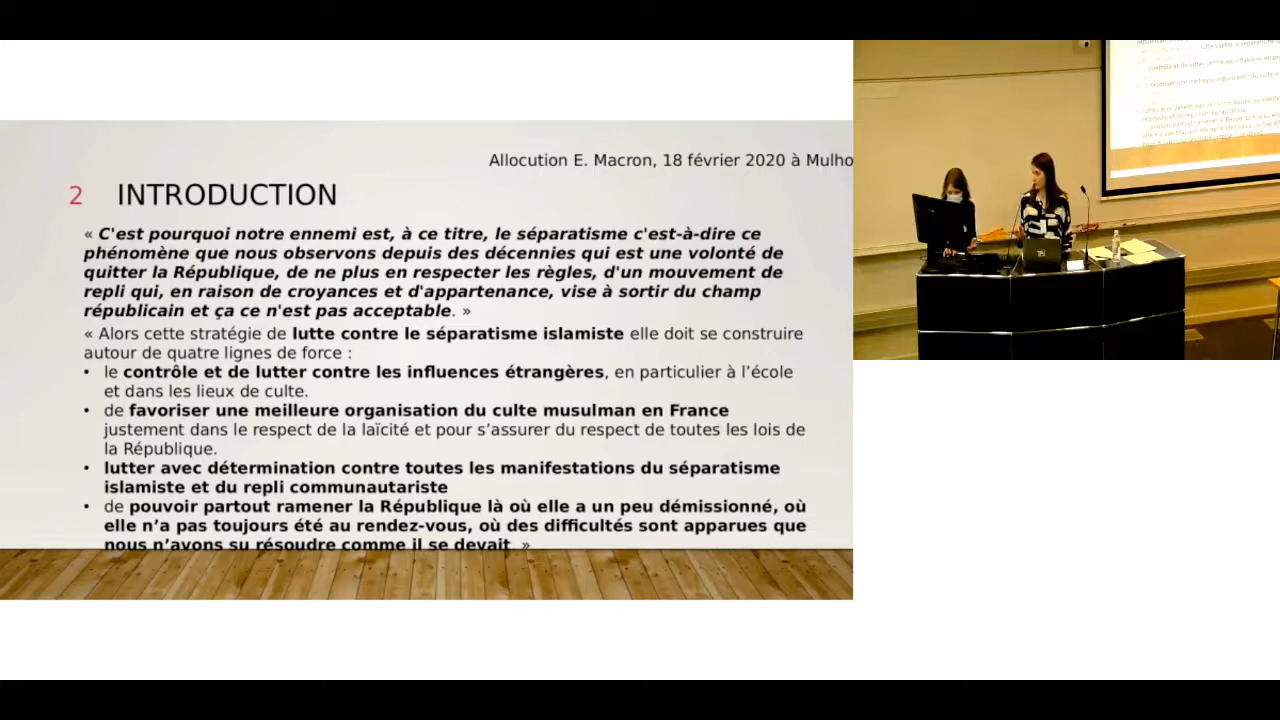 Allocution E. Macron, 18 février 2020 à Mulho
2 INTRODUCTION
« C'est pourquoi notre ennemi est, à ce titre, le séparatisme c'est-à-dire ce
phénomène que nous observons depuis des décennies qui est une volonté de
quitter la République, de ne plus en respecter les règles, d'un mouvement de
repli qui, en raison de croyances et d'appartenance, vise à sortir du champ
républicain et ça ce n'est pas acceptable. »
« Alors cette stratégie de lutte contre le séparatisme islamiste elle doit se construire
autour de quatre lignes de force :
• le contrôle et de lutter contre les influences étrangères, en particulier à l’école
et dans les lieux de culte.
• de favoriser une meilleure organisation du culte musulman en France
justement dans le respect de la laïcité et pour s’assurer du respect de toutes les lois de
la République.
• lutter avec détermination contre toutes les manifestations du séparatisme
islamiste et du repli communautariste
• de pouvoir partout ramener la République là où elle a un peu démissionné, où
elle n’a pas toujours été au rendez-vous, où des difficultés sont apparues que
nous n’avons su résoudre comme il se devait. »